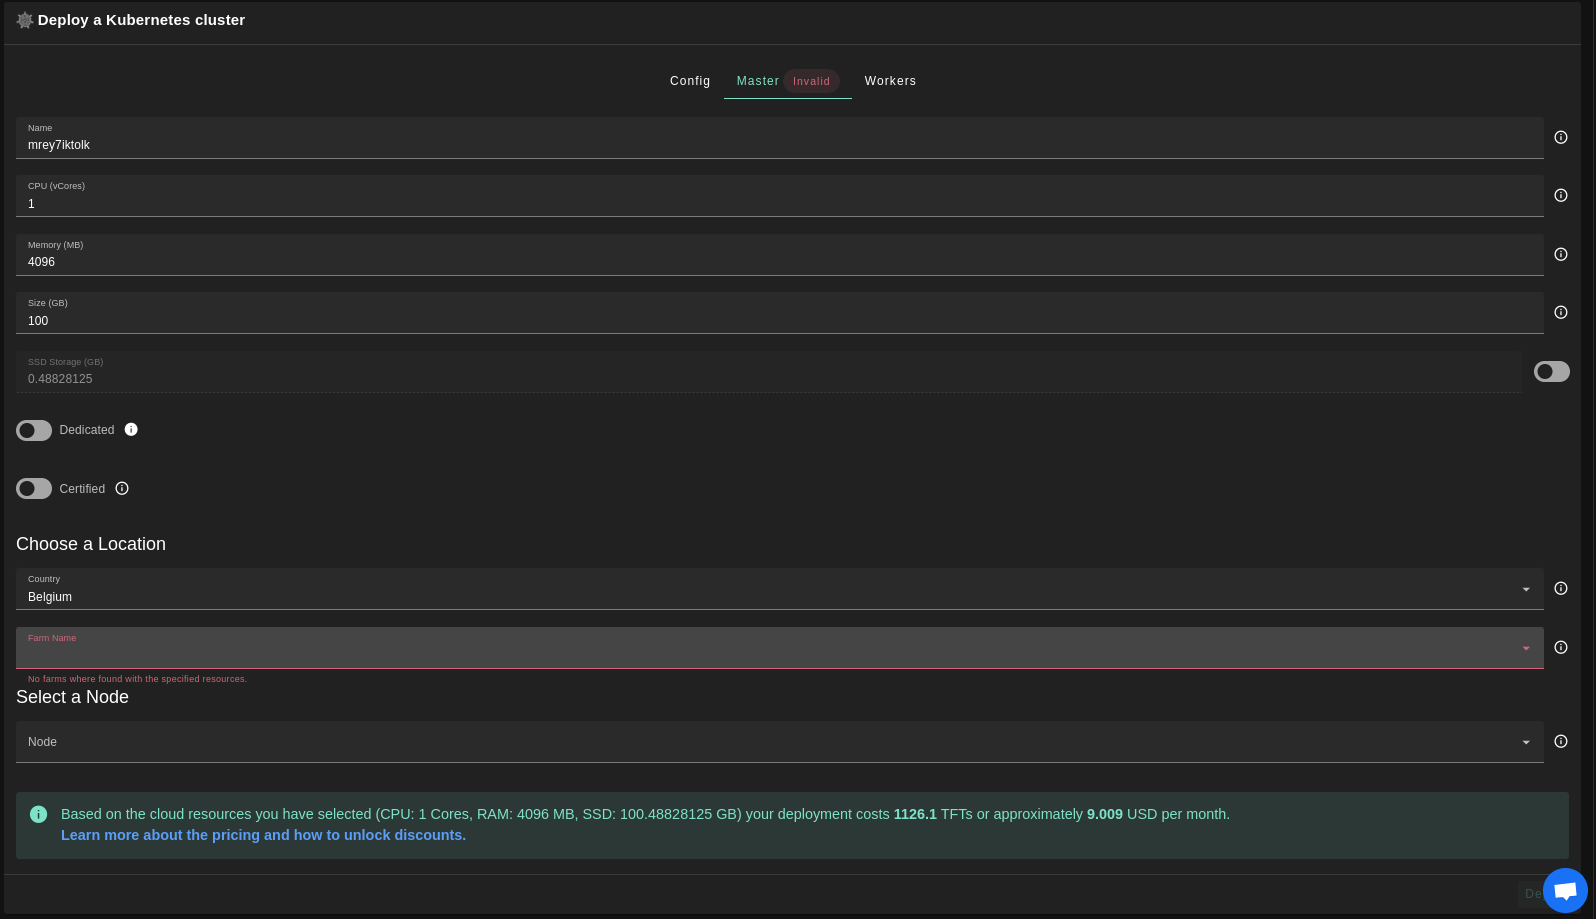 Deploy a Kubernetes cluster
Config Master Invalid Workers
Name
mrey7iktolk
CPU (vCores)
1
Memory (MB)
4096
Size (GB)
100
SSD Storage (GB)
0.48828125
Dedicated
Certified
Choose a Location
Country
Belgium
Farm Name
No farms where found with the specified resources.
Select a Node
Node
Based on the cloud resources you have selected (CPU: 1 Cores, RAM: 4096 MB, SSD: 100.48828125 GB) your deployment costs 1126.1 TFTs or approximately 9.009 USD per month.
Learn more about the pricing and how to unlock discounts.